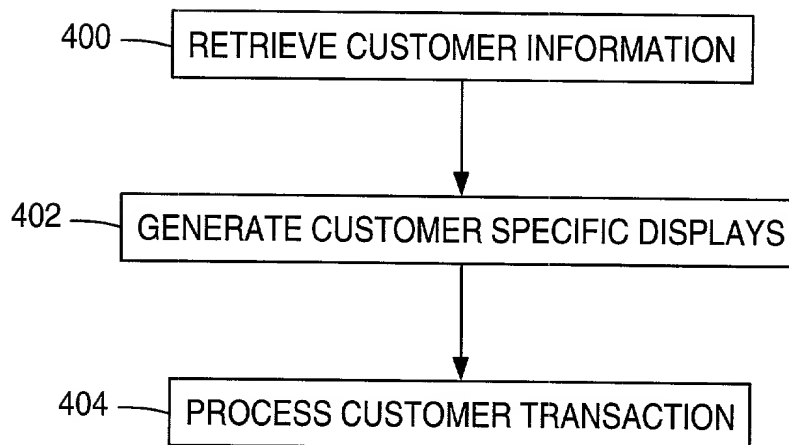 400 RETRIEVE CUSTOMER INFORMATION
402 GENERATE CUSTOMER SPECIFIC DISPLAYS
404 PROCESS CUSTOMER TRANSACTION